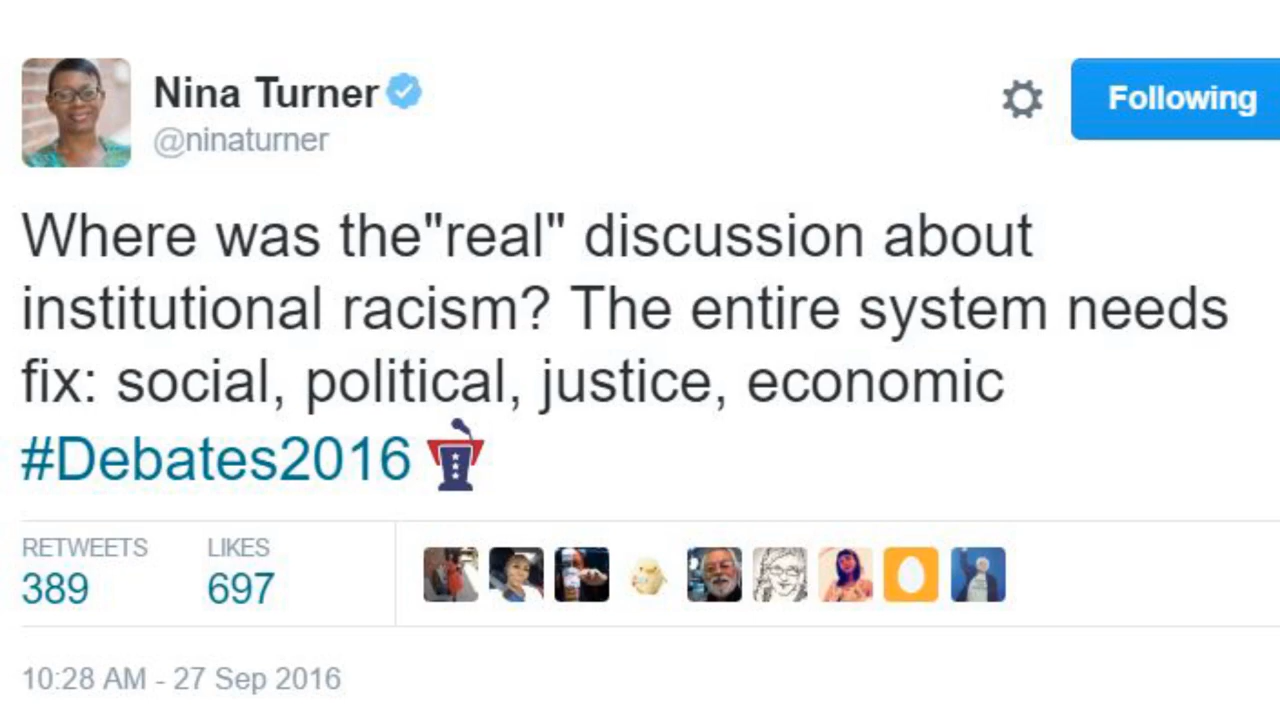 Nina Turner
@ninaturner
Following
Where was the"real" discussion about
institutional racism? The entire system needs
fix: social, political, justice, economic
#Debates2016
RETWEETS LIKES
389 697
10:28 AM - 27 Sep 2016